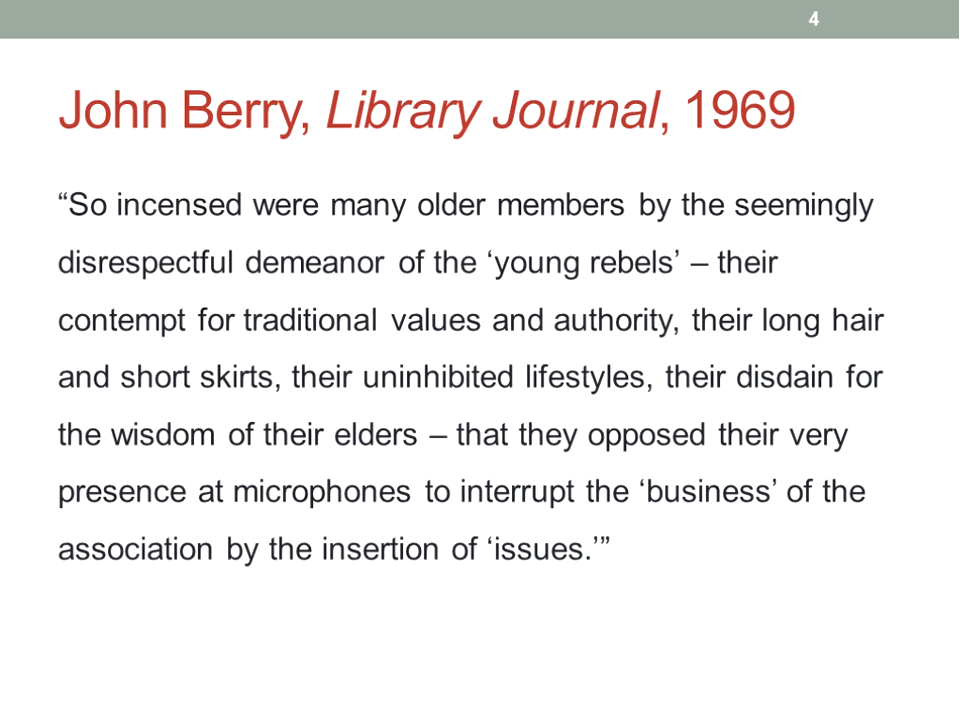 4
John Berry, Library Journal, 1969
“So incensed were many older members by the seemingly
disrespectful demeanor of the ‘young rebels’ – their
contempt for traditional values and authority, their long hair
and short skirts, their uninhibited lifestyles, their disdain for
the wisdom of their elders – that they opposed their very
presence at microphones to interrupt the ‘business’ of the
association by the insertion of ‘issues.’”